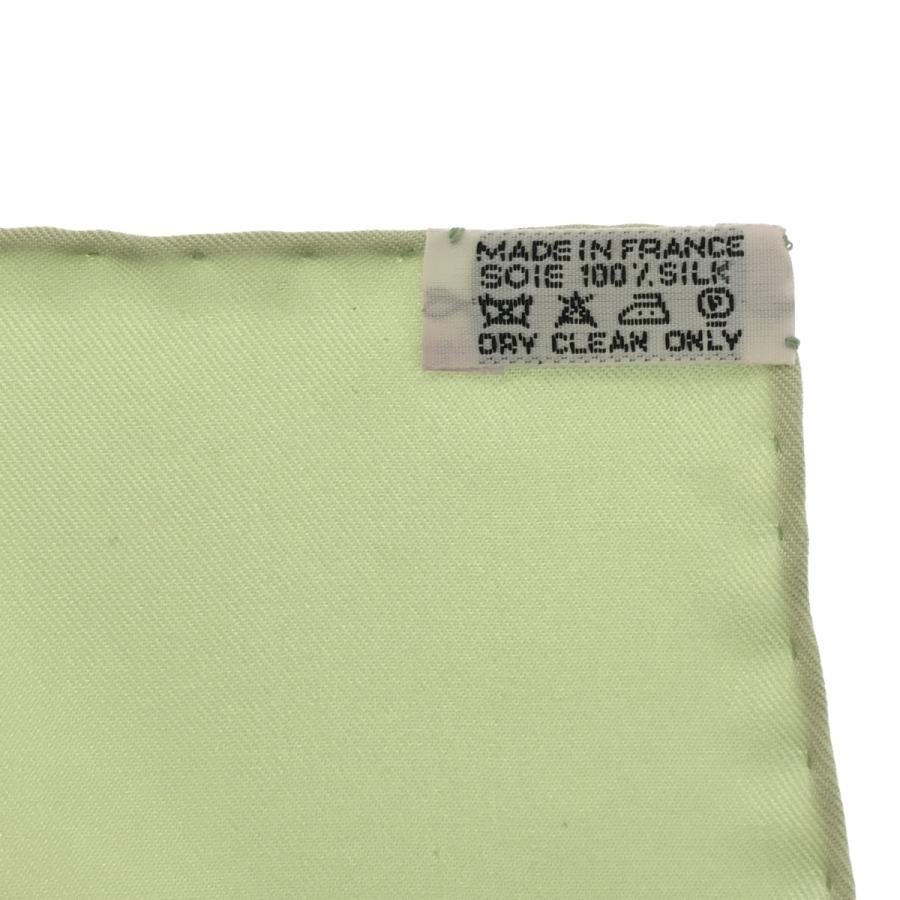 MADE IN FRANCE
SOIE 100% SILK
DRY CLEAN ONLY